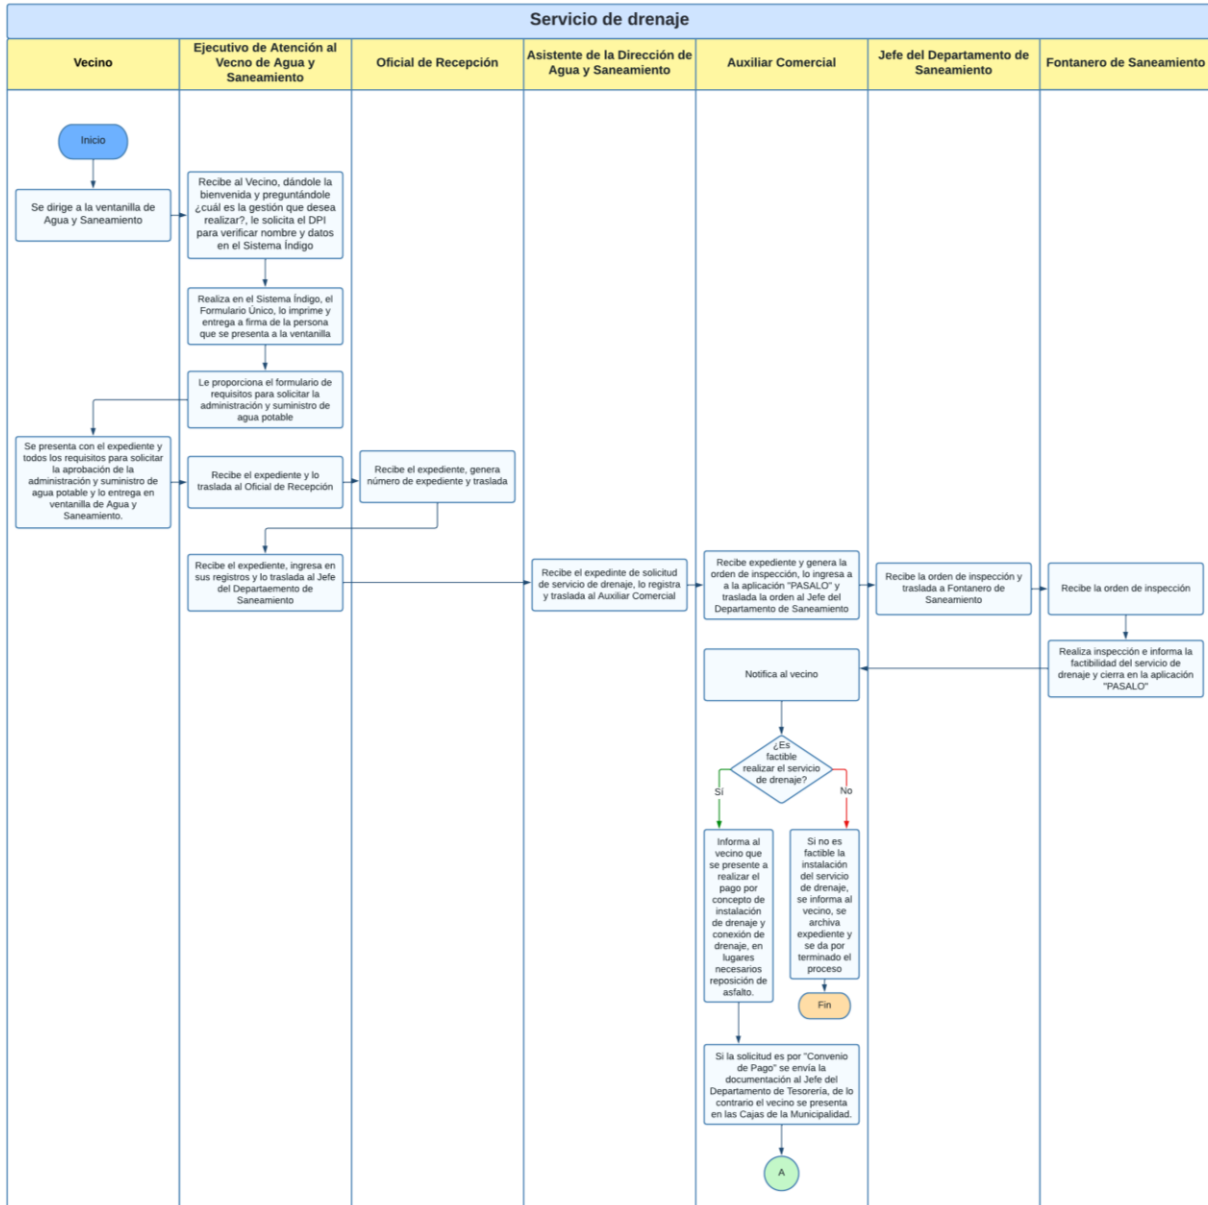 Servicio de drenaje
Vecino
Ejecutivo de Atención al
Vecno de Agua y
Saneamiento
Oficial de Recepción
Asistente de la Dirección de
Agua y Saneamiento
Auxiliar Comercial
Jefe del Departamento de
Saneamiento
Fontanero de Saneamiento
Inicio
Se dirige a la ventanilla de
Agua y Saneamiento
Recibe al Vecino, dándole la
bienvenida y preguntándole
¿cuál es la gestión que desea
realizar?, le solicita el DPI
para verificar nombre y datos
en el Sistema Índigo
Realiza en el Sistema Índigo, el
Formulario Único, lo imprime y
entrega a firma de la persona
que se presenta a la ventanilla
Le proporciona el formulario de
requisitos para solicitar la
administración y suministro de
agua potable
Se presenta con el expediente y
todos los requisitos para solicitar
la aprobación de la
administración y suministro de
agua potable y lo entrega en
ventanilla de Agua y
Saneamiento.
Recibe el expediente y lo
traslada al Oficial de Recepción
Recibe el expediente, genera
número de expediente y traslada
Recibe el expediente, ingresa en
sus registros y lo traslada al Jefe
del Departaemento de
Saneamiento
Recibe el expedinte de solicitud
de servicio de drenaje, lo registra
y traslada al Auxiliar Comercial
Recibe expediente y genera la
orden de inspección, lo ingresa a
a la aplicación "PASALO" y
traslada la orden al Jefe del
Departamento de Saneamiento
Recibe la orden de inspección y
traslada a Fontanero de
Saneamiento
Recibe la orden de inspección
Realiza inspección e informa la
factibilidad del servicio de
drenaje y cierra en la aplicación
"PASALO"
Notifica al vecino
¿Es
factible
realizar el servicio
de drenaje?
Sí
No
Informa al
vecino que
se presente a
realizar el
pago por
concepto de
instalación
de drenaje y
conexión de
drenaje, en
lugares
necesarios
reposición de
asfalto.
Si no es
factible la
instalación
del servicio
de drenaje,
se informa al
vecino, se
archiva
expediente y
se da por
terminado el
proceso
Fin
Si la solicitud es por "Convenio
de Pago" se envía la
documentación al Jefe del
Departamento de Tesorería, de lo
contrario el vecino se presenta
en las Cajas de la Municipalidad.
A